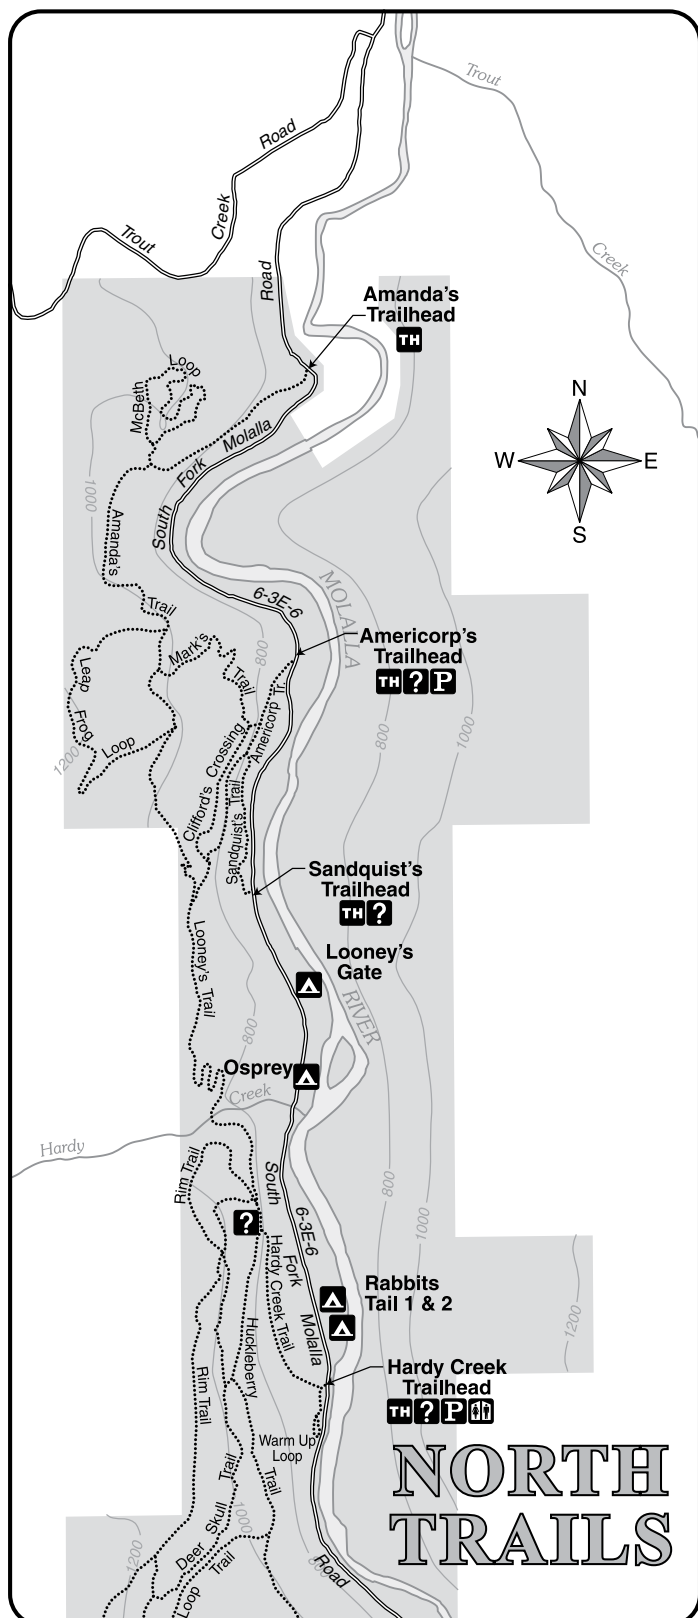 Trout
Creek
Road
Creek
Trout
Road
Amanda's
Trailhead
TH
Loop
McBeth
Molalla
Fork
South
N
W
E
S
1000
Amanda's
Trail
MOLALLA
6-3E-6
Americorp's
Trailhead
TH ? P
800
Mark's
Trail
Leap
Frog
Loop
1200
Americorp Tr.
Clifford's Crossing
Sandquist's Trail
800
1000
Sandquist's
Trailhead
TH ?
Looney's
Gate
Looney's Trail
RIVER
800
Osprey
Creek
Hardy
Rim Trail
South
?
6-3E-6
Fork
Hardy Creek Trail
Molalla
800
1000
Rabbits
Tail 1 & 2
1200
Huckleberry
Rim Trail
Hardy Creek
Trailhead
TH ? P
Warm Up
Loop
Trail
NORTH
TRAILS
Trail
Skull
Deer
1000
1200
Trail
Loop
800
Road